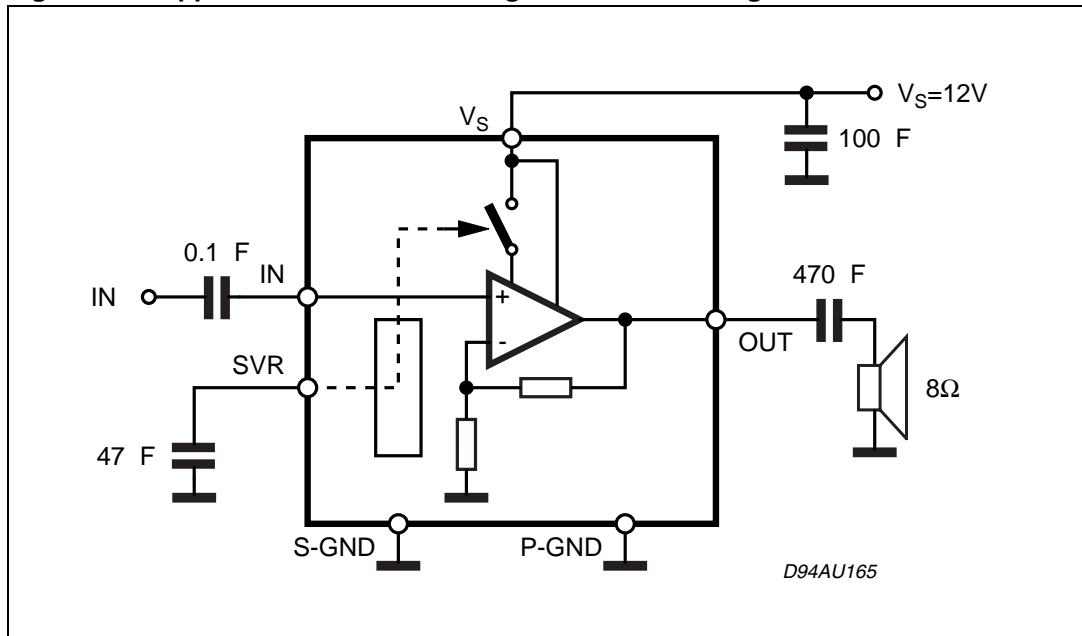 V_S=12V
V_S
100 F
0.1 F
IN
IN
+
470 F
-
OUT
SVR
8Ω
47 F
S-GND
P-GND
D94AU165